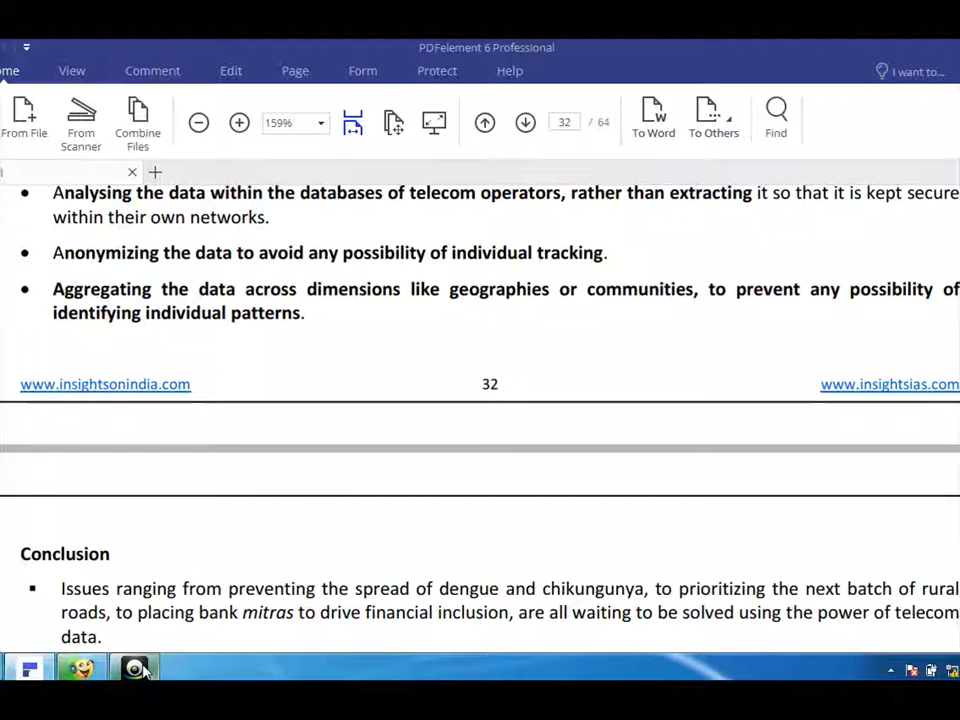 PDFelement 6 Professional
ome View Comment Edit Page Form Protect Help I want to...
From File From Scanner Combine Files 159% 32 / 64 To Word To Others Find
Analysing the data within the databases of telecom operators, rather than extracting it so that it is kept secure
within their own networks.
Anonymizing the data to avoid any possibility of individual tracking.
Aggregating the data across dimensions like geographies or communities, to prevent any possibility of
identifying individual patterns.
www.insightsonindia.com 32 www.insightsias.com
Conclusion
Issues ranging from preventing the spread of dengue and chikungunya, to prioritizing the next batch of rural
roads, to placing bank mitras to drive financial inclusion, are all waiting to be solved using the power of telecom
data.